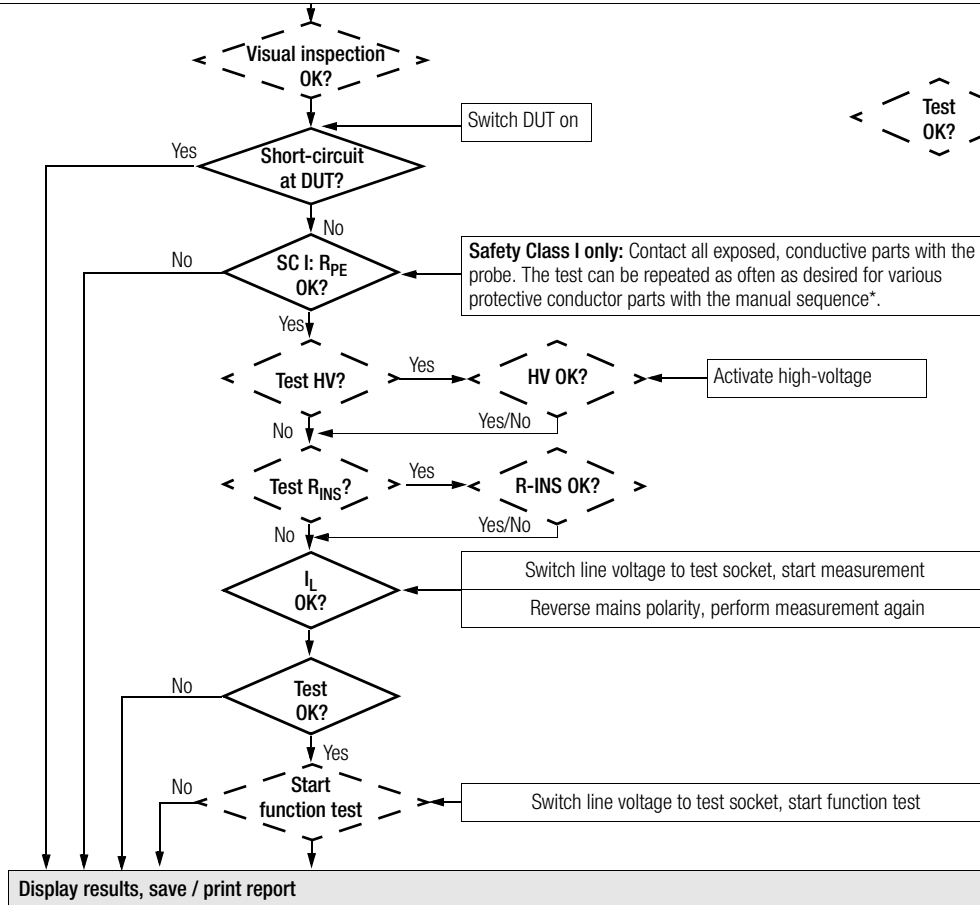 Visual inspection
OK?
Switch DUT on
Test
OK?
Yes
Short-circuit
at DUT?
No
No
SC I: RPE
OK?
Safety Class I only: Contact all exposed, conductive parts with the
probe. The test can be repeated as often as desired for various
protective conductor parts with the manual sequence*.
Yes
Test HV?
Yes
HV OK?
Activate high-voltage
No
Yes/No
Test RINS?
Yes
R-INS OK?
No
Yes/No
IL
OK?
Switch line voltage to test socket, start measurement
Reverse mains polarity, perform measurement again
No
Test
OK?
Yes
No
Start
function test
Switch line voltage to test socket, start function test
Display results, save / print report